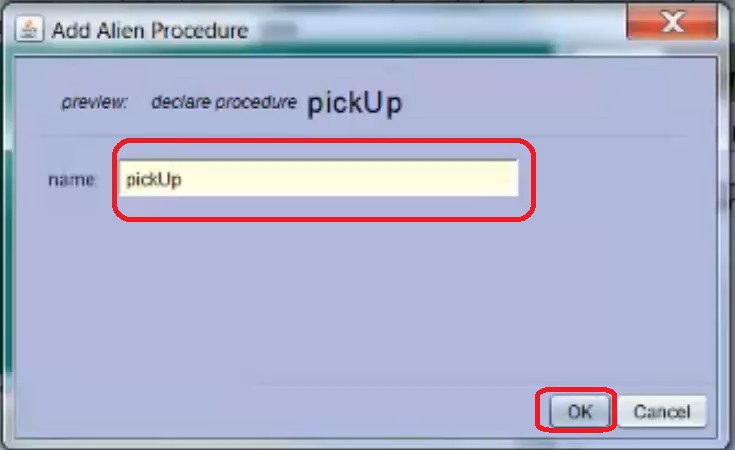 Add Alien Procedure
preview: declare procedure pickUp
name: pickUp
OK Cancel